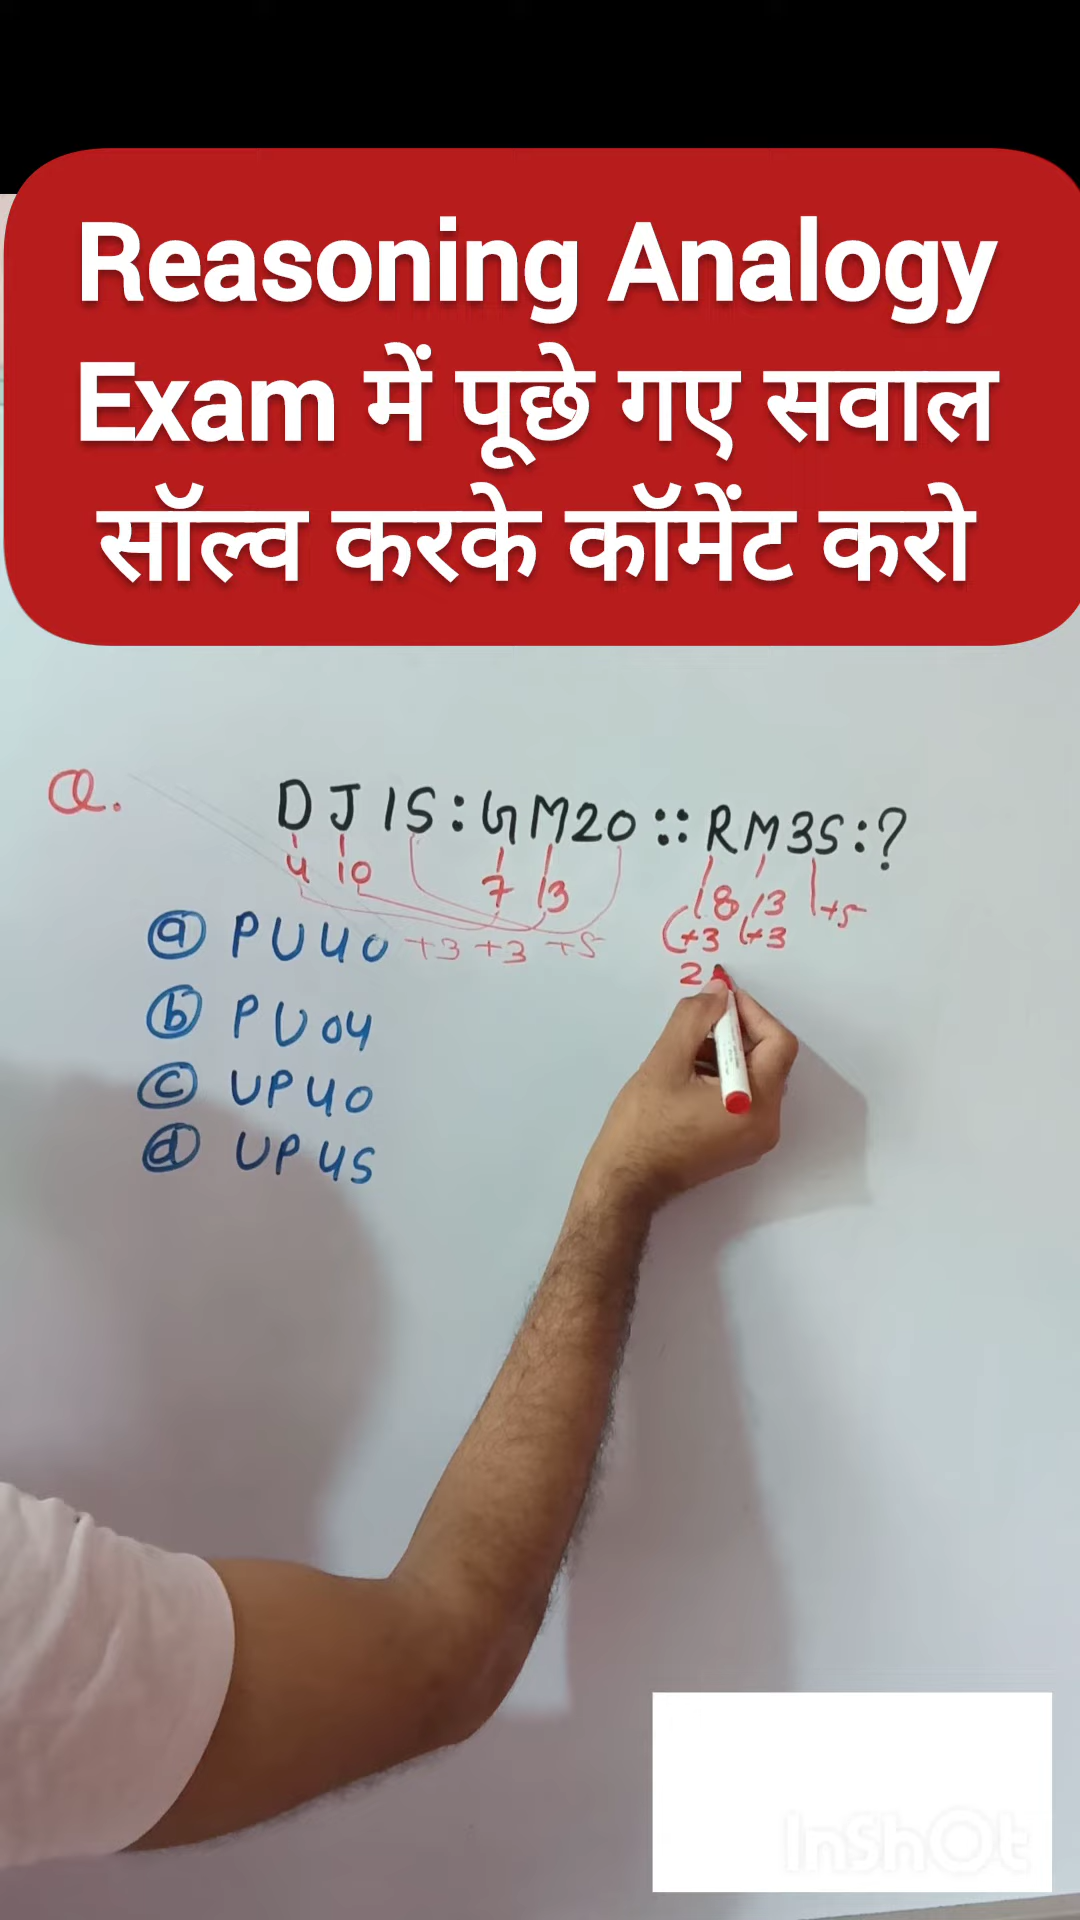 Reasoning Analogy
Exam में पूछे गए सवाल
सॉल्व करके कॉमेंट करो
Q. DJ15:GM20::RM35:?
4 10 7 13 18 13 +5
+3 +3
ⓐ PU40 +3 +3 +5
2
ⓑ PU04
ⓒ UP40
ⓓ UP45
InShOt